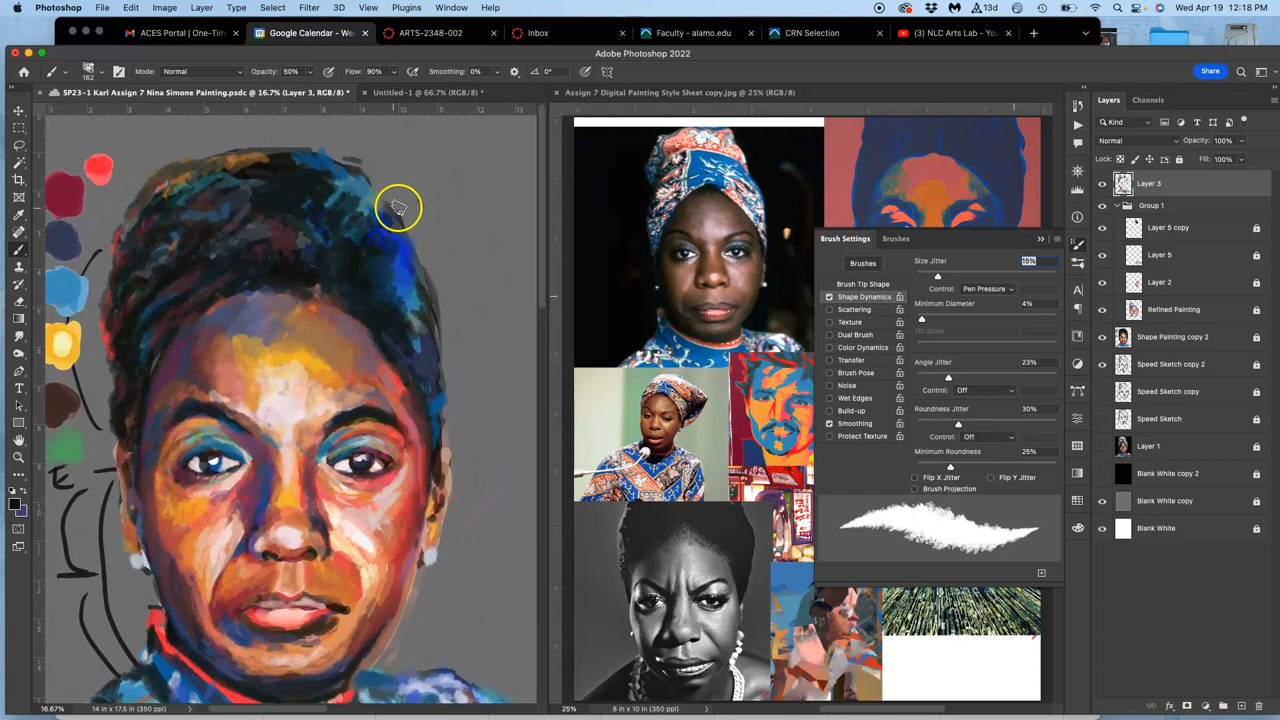 Photoshop File Edit Image Layer Type Select Filter 3D View Plugins Window Help 13d Wed Apr 19 12:18 PM
ACES Portal | One-Tim Google Calendar - We ARTS-2348-002 Inbox Faculty - alamo.edu CRN Selection (3) NLC Arts Lab - You
Adobe Photoshop 2022
162 Mode: Normal Opacity: 50% Flow: 90% Smoothing: 0% 0° Share
SP23-1 Karl Assign 7 Nina Simone Painting.psdc @ 16.7% (Layer 3, RGB/8) * Untitled-1 @ 66.7% (RGB/8) * Assign 7 Digital Painting Style Sheet copy.jpg @ 25% (RGB/8)
Layers Channels
Kind
Normal Opacity: 100%
Lock: Fill: 100%
Layer 3
Group 1
Layer 5 copy
Layer 5
Layer 2
Refined Painting
Shape Painting copy 2
Speed Sketch copy 2
Speed Sketch copy
Speed Sketch
Layer 1
Blank White copy 2
Blank White copy
Blank White
Brush Settings Brushes
Brushes
Brush Tip Shape
Shape Dynamics
Scattering
Texture
Dual Brush
Color Dynamics
Transfer
Brush Pose
Noise
Wet Edges
Build-up
Smoothing
Protect Texture
Size Jitter 15%
Control: Pen Pressure
Minimum Diameter 4%
Tilt Scale
Angle Jitter 23%
Control: Off
Roundness Jitter 30%
Control: Off
Minimum Roundness 25%
Flip X Jitter Flip Y Jitter
Brush Projection
16.67% 14 in x 17.5 in (350 ppi) 25% 8 in x 10 in (350 ppi)